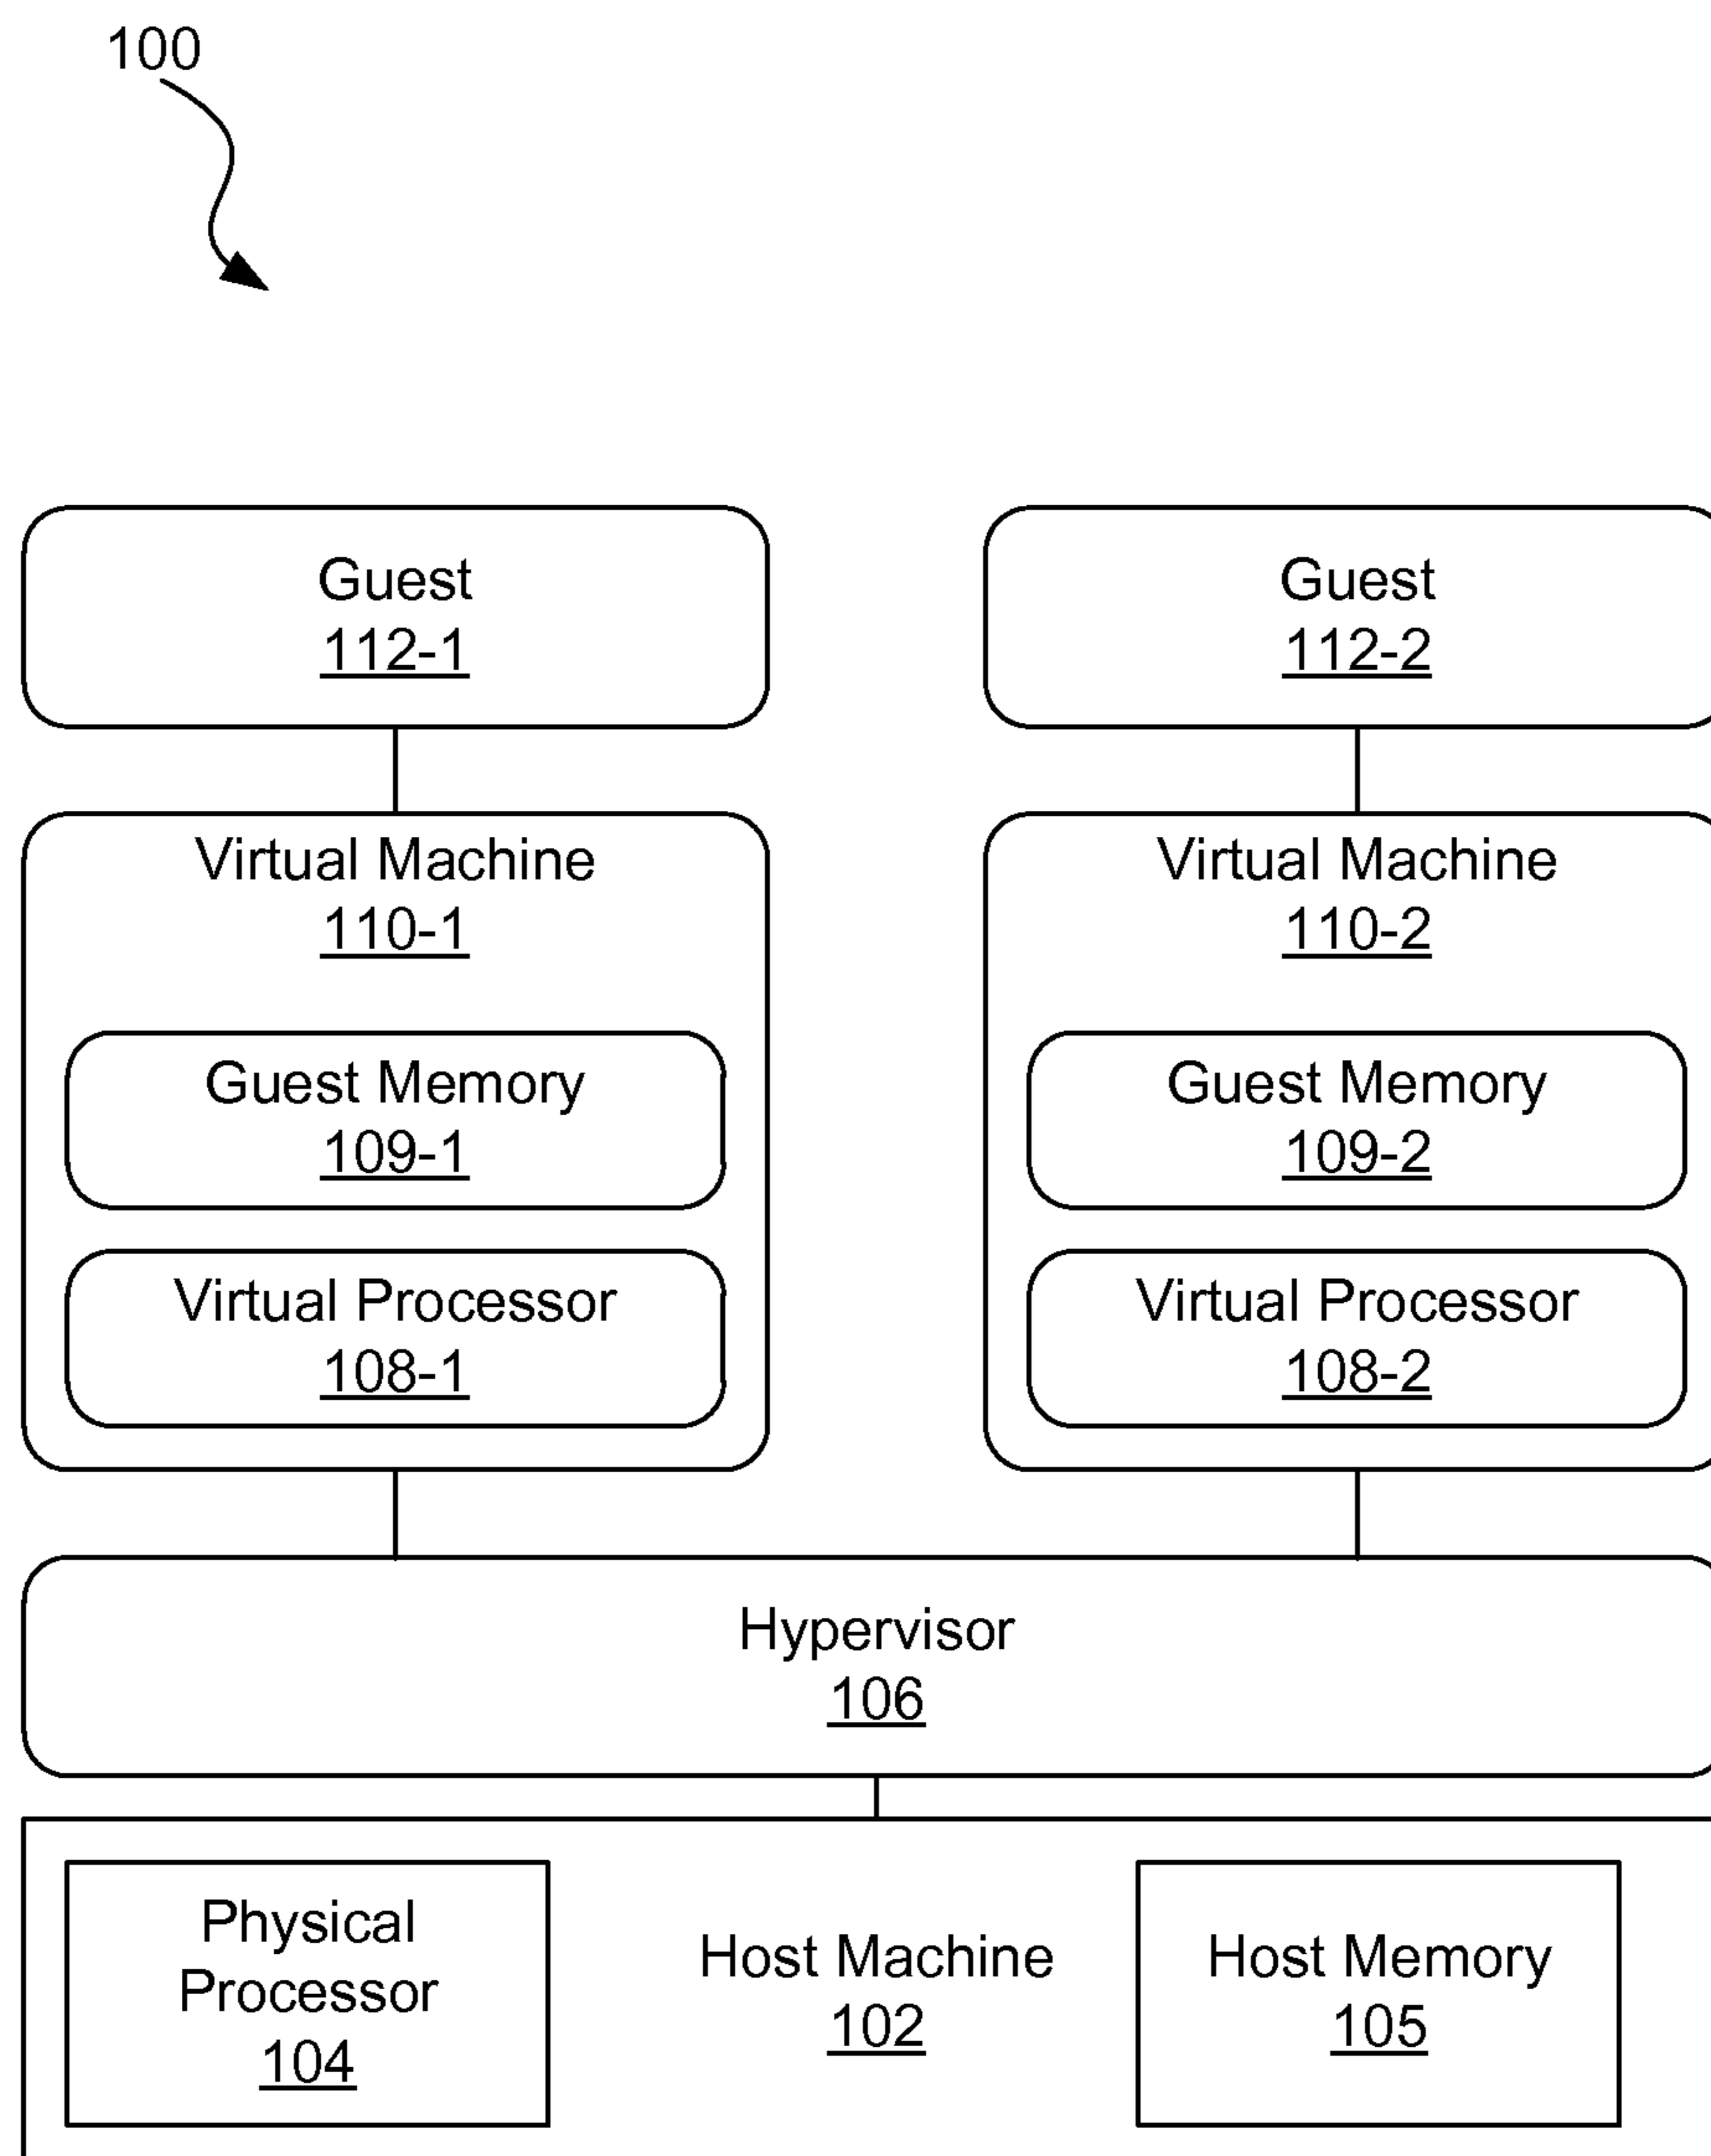 100
Guest
112-1
Guest
112-2
Virtual Machine
110-1
Virtual Machine
110-2
Guest Memory
109-1
Guest Memory
109-2
Virtual Processor
108-1
Virtual Processor
108-2
Hypervisor
106
Physical
Processor
104
Host Machine
102
Host Memory
105